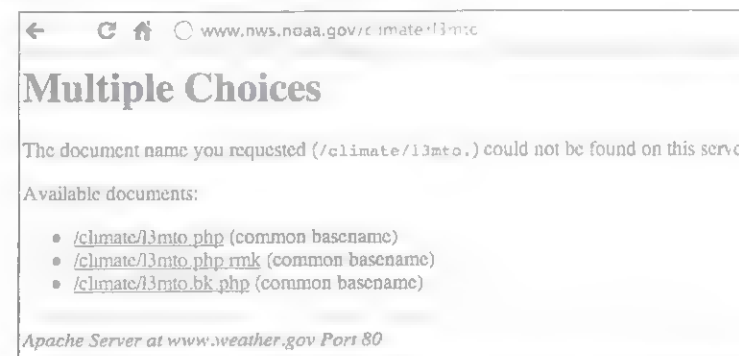 www.nws.noaa.gov/climate/l3mto
Multiple Choices
The document name you requested (/climate/l3mto.) could not be found on this serve
Available documents:
• /climate/l3mto.php (common basename)
• /climate/l3mto.php.rmk (common basename)
• /climate/l3mto.bk.php (common basename)
Apache Server at www.weather.gov Port 80